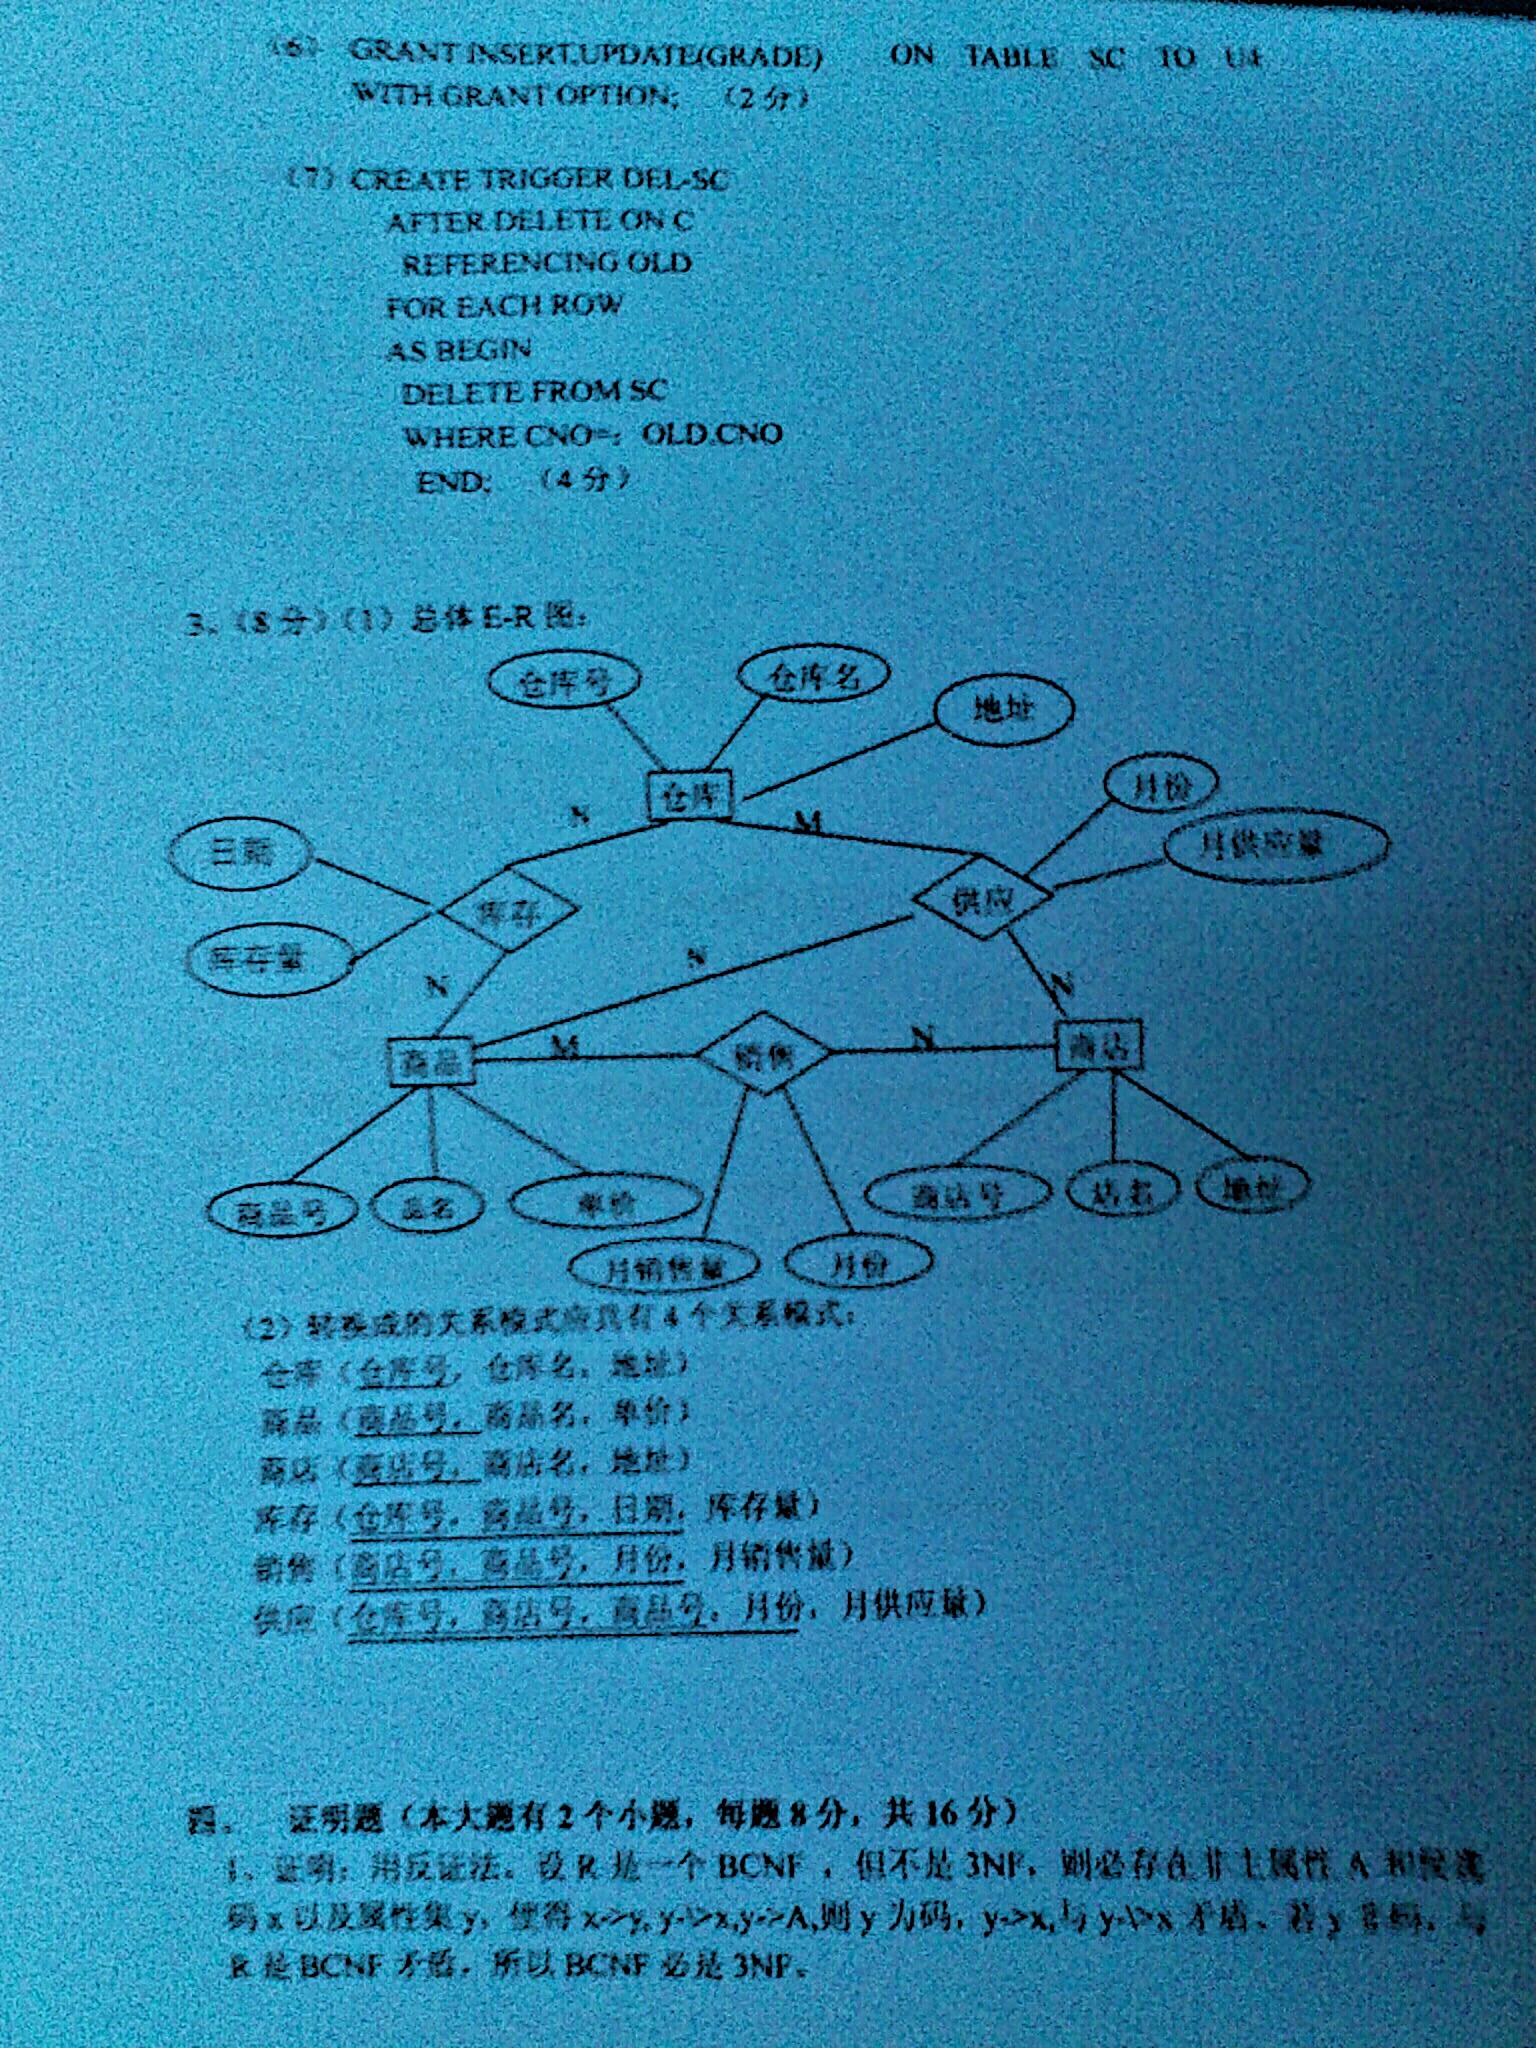 （6） GRANT INSERT,UPDATE(GRADE) ON TABLE SC TO U4
WITH GRANT OPTION; （2 分）
（7）CREATE TRIGGER DEL-SC
AFTER DELETE ON C
REFERENCING OLD
FOR EACH ROW
AS BEGIN
DELETE FROM SC
WHERE CNO=：OLD.CNO
END; （4 分）
3、（8 分）（1）总体 E-R 图：
仓库号 仓库名
地址
月份
仓库
N M
日期 月供应量
库存 供应
库存量
N N N
商品 M 销售 N 商店
商品号 品名 单价 商店号 店名 地址
月销售量 月份
（2）转换成的关系模式应具有 4 个关系模式：
仓库（仓库号，仓库名，地址）
商品（商品号，商品名，单价）
商店（商店号，商店名，地址）
库存（仓库号，商品号，日期，库存量）
销售（商店号，商品号，月份，月销售量）
供应（仓库号，商店号，商品号，月份，月供应量）
四、 证明题（本大题有 2 个小题，每题 8 分，共 16 分）
1、证明：用反证法。设 R 是一个 BCNF ，但不是 3NF，则必存在非主属性 A 和候选
码 x 以及属性集 y，使得 x->y, y-\>x,y->A,则 y 为码，y->x,与 y-\>x 矛盾、若 y 码，与
R 是 BCNF 矛盾，所以 BCNF 必是 3NF。